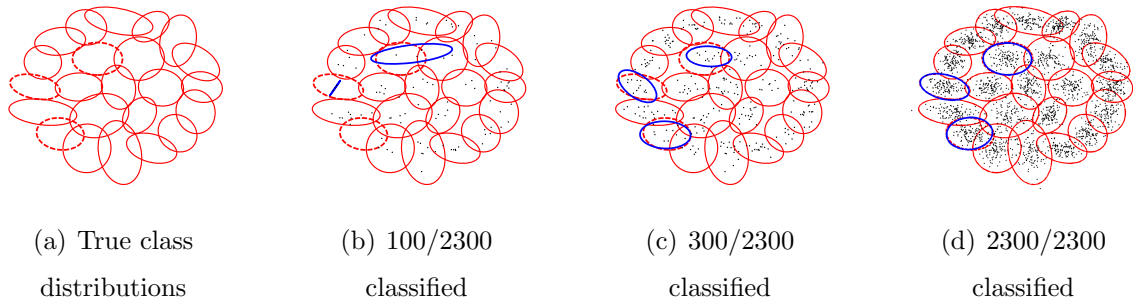 (a) True class
distributions
(b) 100/2300
classified
(c) 300/2300
classified
(d) 2300/2300
classified